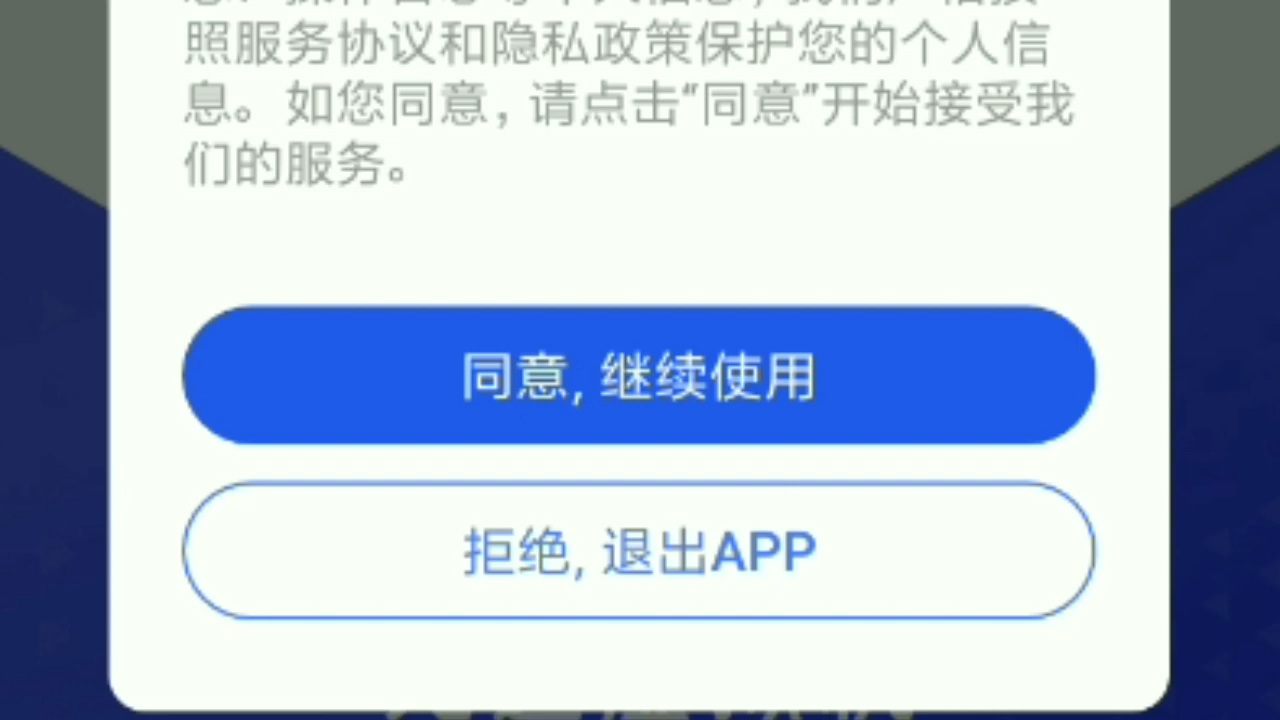 照服务协议和隐私政策保护您的个人信
息。如您同意，请点击“同意”开始接受我
们的服务。
同意, 继续使用
拒绝, 退出APP